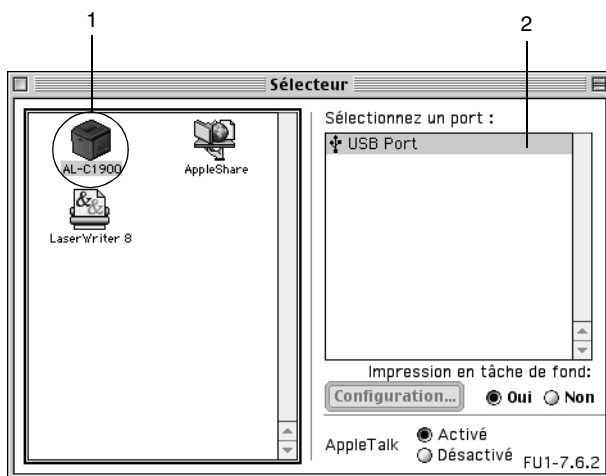 1
2
Sélecteur
AL-C1900
AppleShare
LaserWriter 8
Sélectionnez un port :
USB Port
Impression en tâche de fond:
Configuration... Oui Non
AppleTalk Activé
Désactivé
FU1-7.6.2